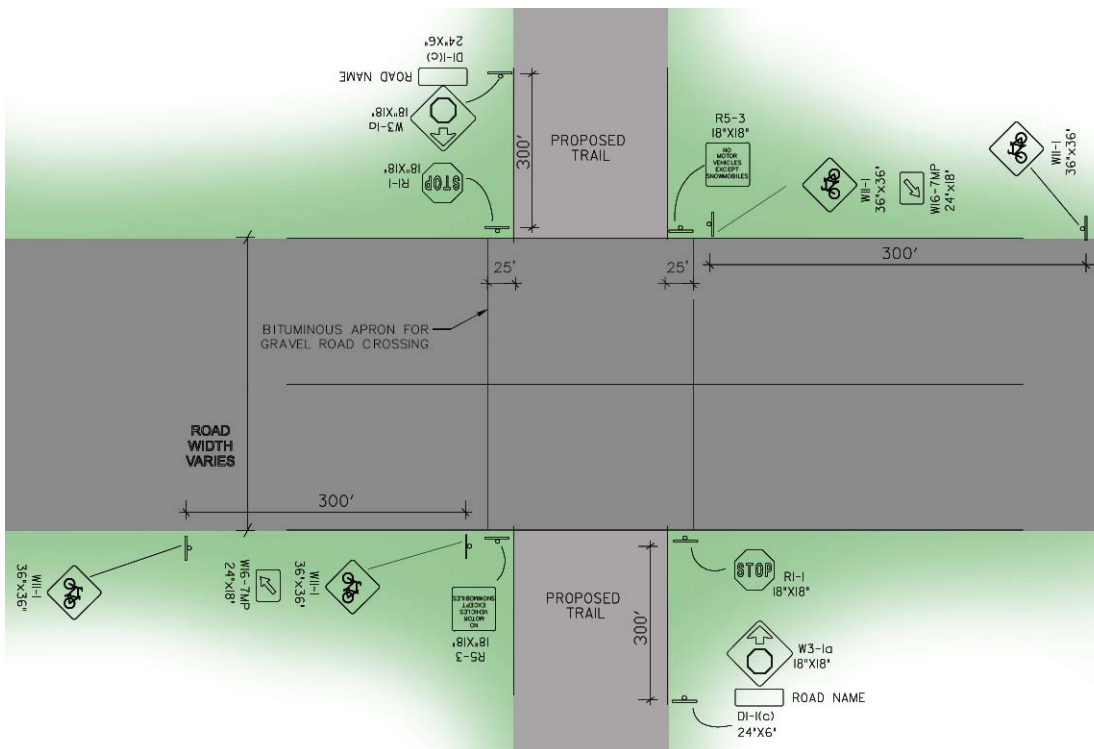 DI-I(c)
24"X6"
ROAD NAME
W3-Ia
18"X18"
RI-I
18"X18"
STOP
300'
PROPOSED
TRAIL
R5-3
18"X18"
NO
MOTOR
VEHICLES
EXCEPT
SNOWMOBILES
WII-I
36"x36"
WI6-7MP
24"x18"
WII-I
36"x36"
300'
25'
25'
BITUMINOUS APRON FOR
GRAVEL ROAD CROSSING
ROAD
WIDTH
VARIES
300'
WII-I
36"x36"
WI6-7MP
24"x18"
WII-I
36"x36"
NO
MOTOR
VEHICLES
EXCEPT
SNOWMOBILES
R5-3
18"X18"
PROPOSED
TRAIL
300'
STOP
RI-I
18"X18"
W3-Ia
18"X18"
ROAD NAME
DI-I(c)
24"X6"